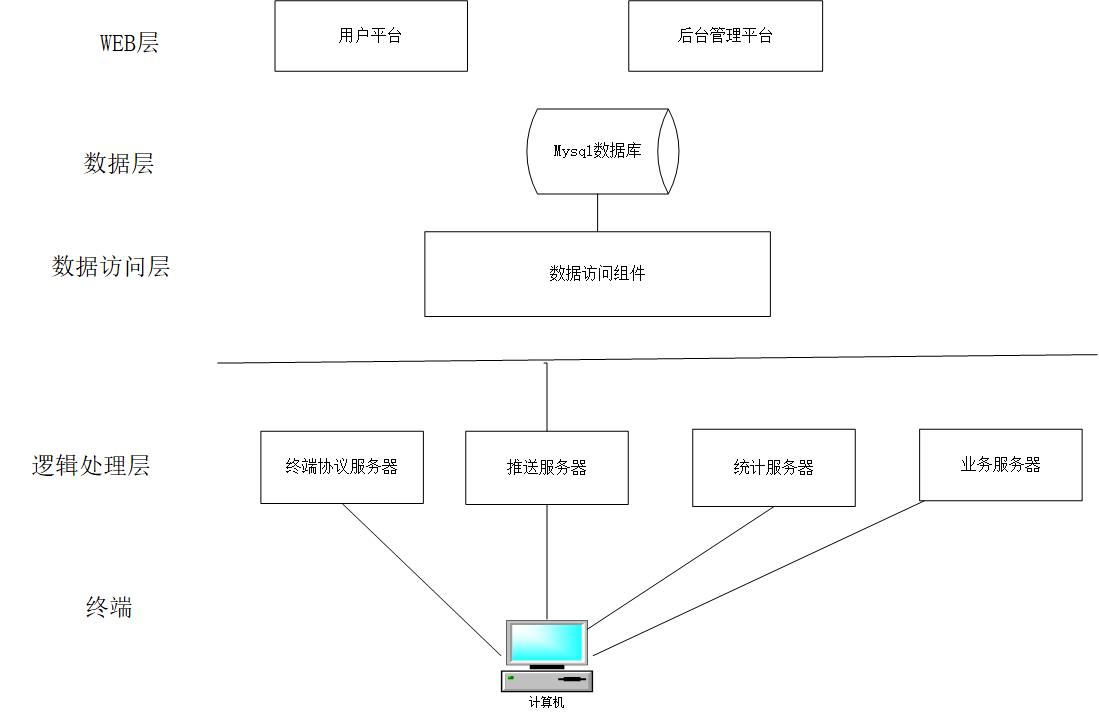 WEB层
用户平台
后台管理平台
数据层
Mysql数据库
数据访问层
数据访问组件
逻辑处理层
终端协议服务器
推送服务器
统计服务器
业务服务器
终端
计算机